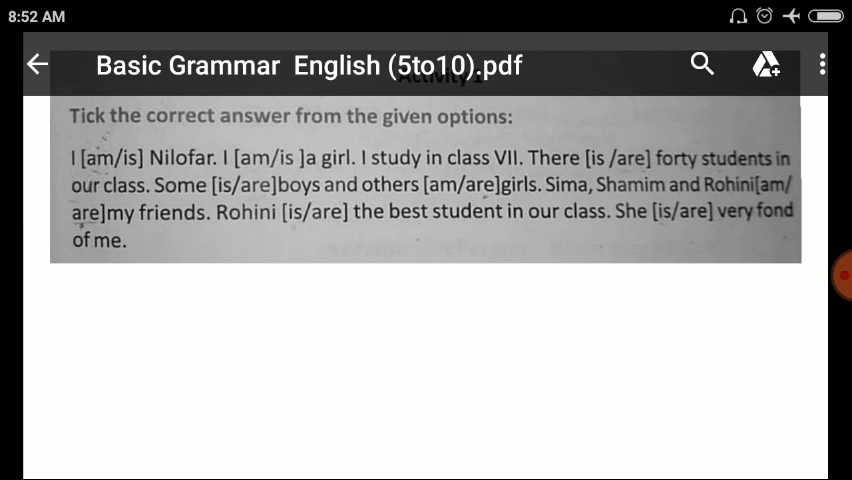 8:52 AM
Basic Grammar English (5to10).pdf
Activity 1
Tick the correct answer from the given options:
I [am/is] Nilofar. I [am/is ]a girl. I study in class VII. There [is /are] forty students in
our class. Some [is/are]boys and others [am/are]girls. Sima, Shamim and Rohini[am/
are]my friends. Rohini [is/are] the best student in our class. She [is/are] very fond
of me.